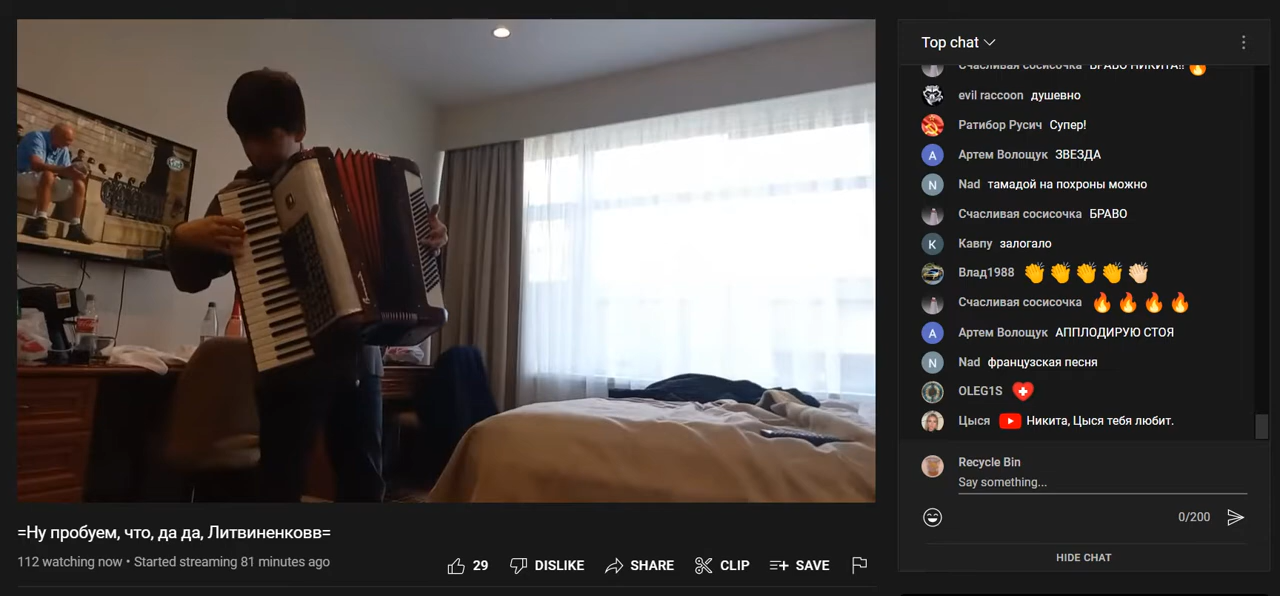 Top chat
Счасливая сосисочка БРАВО НИКИТА!! 🔥
evil raccoon душевно
Ратибор Русич Супер!
А
Артем Волощук ЗВЕЗДА
N
Nad тамадой на похроны можно
Счасливая сосисочка БРАВО
К
Кавпу залогало
Влад1988 👏👏👏👏👏🏻
Счасливая сосисочка 🔥🔥🔥🔥
А
Артем Волощук АППЛОДИРУЮ СТОЯ
N
Nad французская песня
OLEG1S
Цыся Никита, Цыся тебя любит.
Recycle Bin
Say something...
0/200
HIDE CHAT
=Ну пробуем, что, да да, Литвиненковв=
112 watching now • Started streaming 81 minutes ago
29 DISLIKE SHARE CLIP SAVE